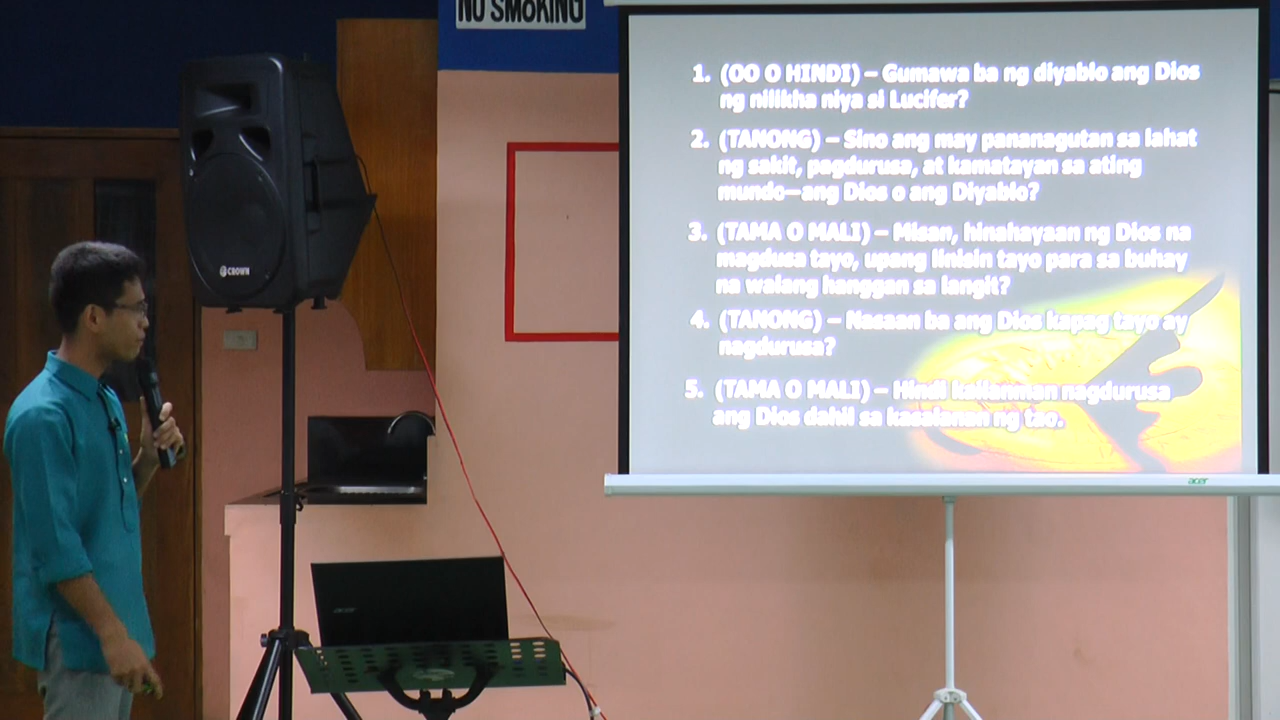 NO SMOKING
1. (OO O HINDI) – Gumawa ba ng diyablo ang Dios
ng nilikha niya si Lucifer?
2. (TANONG) – Sino ang may pananagutan sa lahat
ng sakit, pagdurusa, at kamatayan sa ating
mundo—ang Dios o ang Diyablo?
3. (TAMA O MALI) – Misan, hinahayaan ng Dios na
magdusa tayo, upang linisin tayo para sa buhay
na walang hanggan sa langit?
4. (TANONG) – Nasaan ba ang Dios kapag tayo ay
nagdurusa?
5. (TAMA O MALI) – Hindi kailanman nagdurusa
ang Dios dahil sa kasalanan ng tao.
acer
CROWN
acer